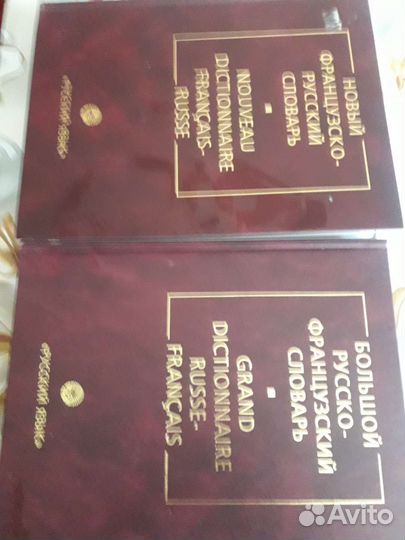 НОВЫЙ
ФРАНЦУЗСКО-
РУССКИЙ
СЛОВАРЬ
NOUVEAU
DICTIONNAIRE
FRANÇAIS-
RUSSE
«РУССКИЙ ЯЗЫК»
БОЛЬШОЙ
РУССКО-
ФРАНЦУЗСКИЙ
СЛОВАРЬ
GRAND
DICTIONNAIRE
RUSSE-
FRANÇAIS
«РУССКИЙ ЯЗЫК»
Avito